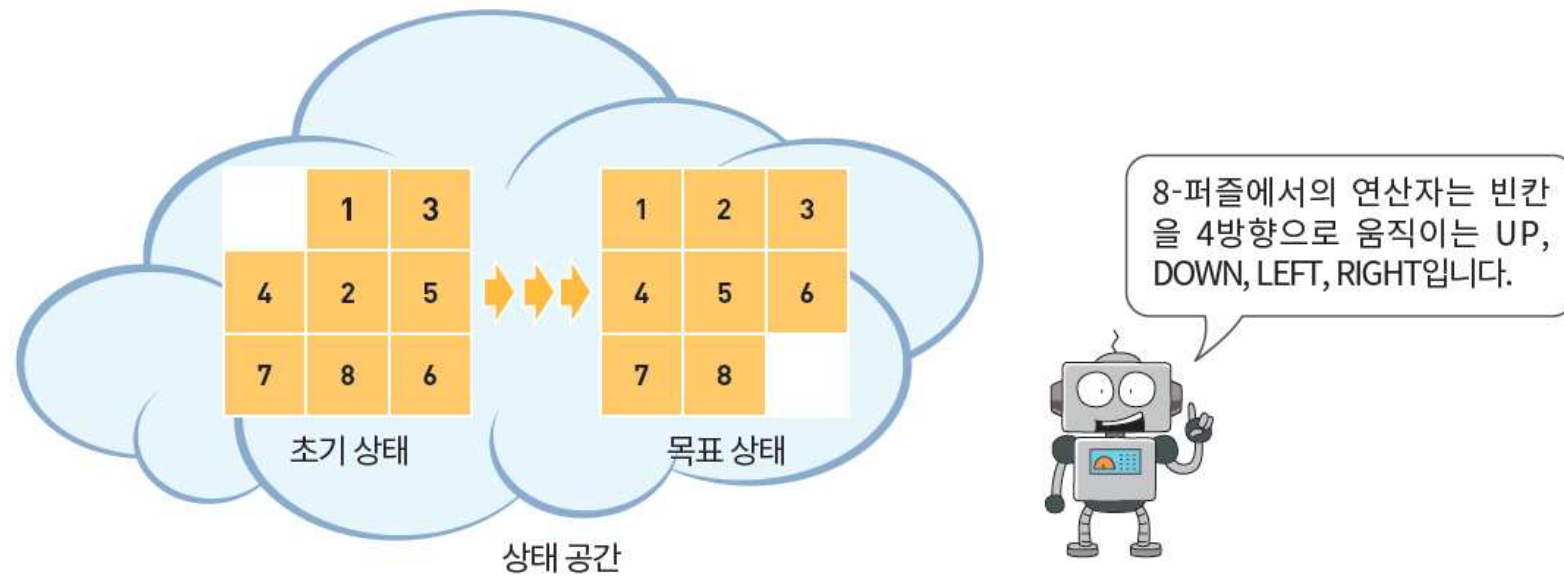 1 3
4 2 5
7 8 6
초기 상태
1 2 3
4 5 6
7 8
목표 상태
상태 공간
8-퍼즐에서의 연산자는 빈칸
을 4방향으로 움직이는 UP,
DOWN, LEFT, RIGHT입니다.